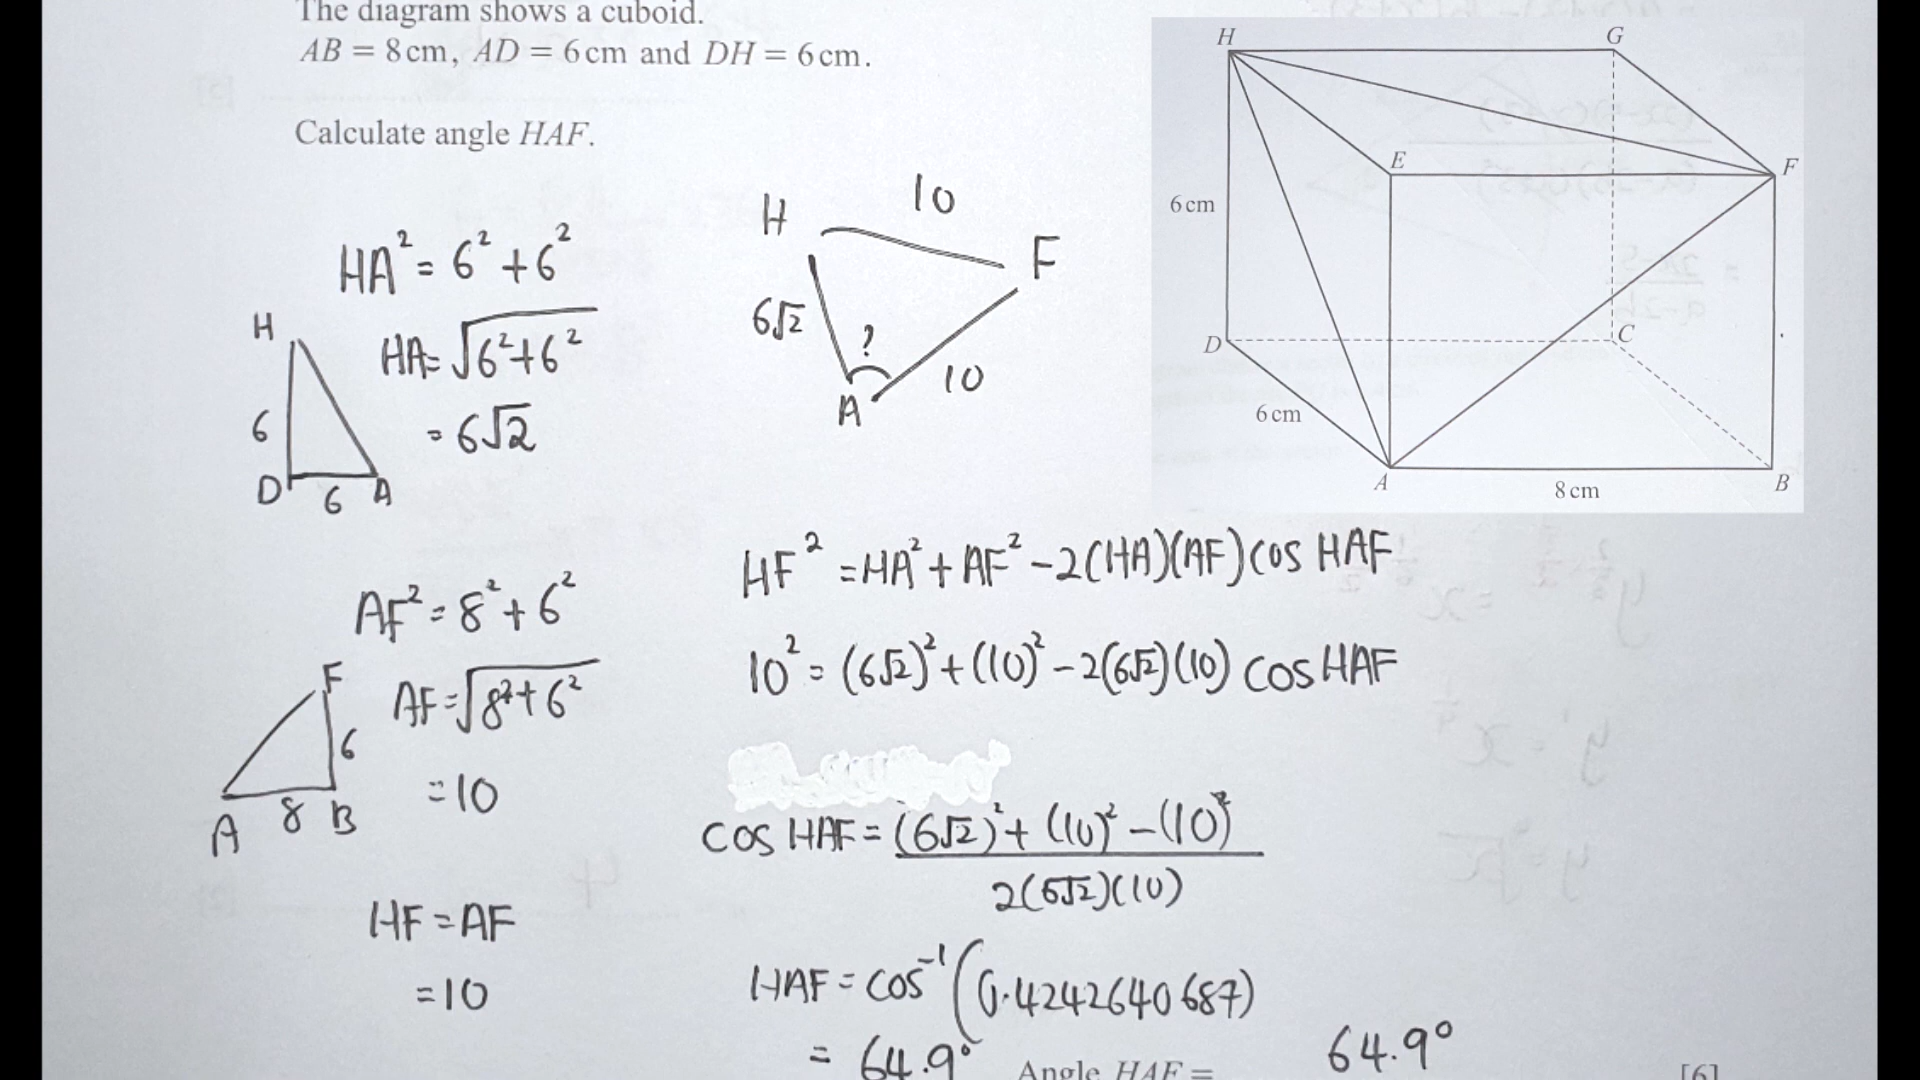 The diagram shows a cuboid.
AB = 8 cm, AD = 6 cm and DH = 6 cm.
Calculate angle HAF.
H
G
E
F
6 cm
D
C
6 cm
A
8 cm
B
HA² = 6² + 6²
HA = √6² + 6²
= 6√2
H
6
D
6
A
H
10
F
6√2
?
10
A
AF² = 8² + 6²
AF = √8² + 6²
= 10
F
6
A
8
B
HF = AF
= 10
HF² = HA² + AF² - 2(HA)(AF) cos HAF
10² = (6√2)² + (10)² - 2(6√2)(10) cos HAF
cos HAF = (6√2)² + (10)² - (10)²
2(6√2)(10)
HAF = cos⁻¹ (0.4242640687)
= 64.9°
Angle HAF = 64.9°
[6]